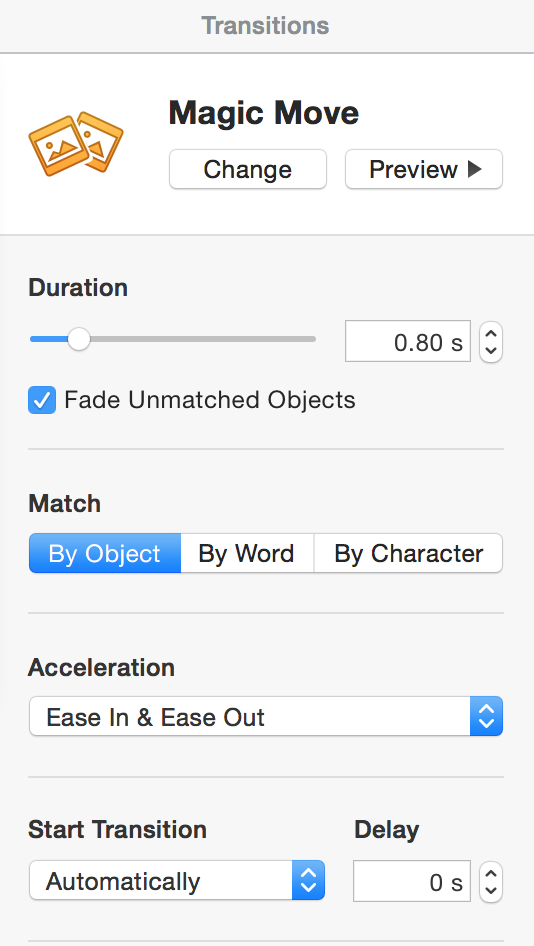 Transitions
Magic Move
Change Preview
Duration
0.80 s
Fade Unmatched Objects
Match
By Object By Word By Character
Acceleration
Ease In & Ease Out
Start Transition Delay
Automatically 0 s